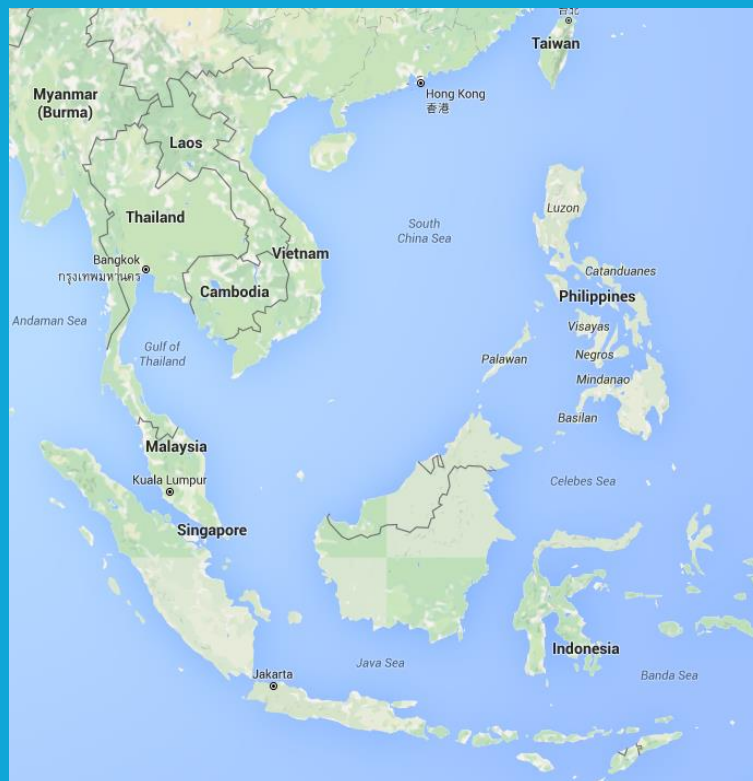 台北
Taiwan
Myanmar
(Burma)
Hong Kong
香港
Laos
Luzon
Thailand
South
China Sea
Vietnam
Bangkok
กรุงเทพมหานคร
Catanduanes
Cambodia
Philippines
Andaman Sea
Visayas
Gulf of
Thailand
Palawan
Negros
Mindanao
Basilan
Malaysia
Kuala Lumpur
Celebes Sea
Singapore
Indonesia
Java Sea
Jakarta
Banda Sea